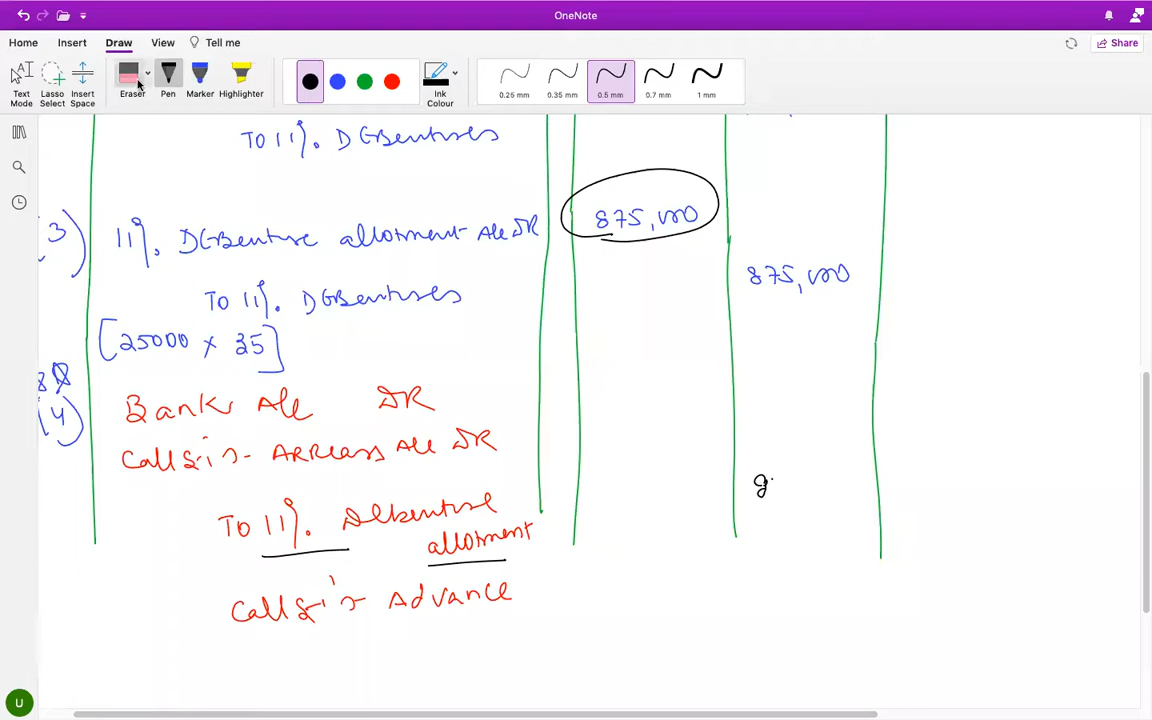 OneNote
Home Insert Draw View Tell me Share
Text Mode Lasso Select Insert Space Eraser Pen Marker Highlighter Ink Colour 0.25 mm 0.35 mm 0.5 mm 0.7 mm 1 mm
To 11% Debentures
(3) 11% Debenture allotment A/c DR 875,000
To 11% Debentures 875,000
[25000 × 35]
(4) Bank A/c DR
Calls-in-Arrears A/c DR
To 11% Debenture
allotment
Calls-in-Advance
U